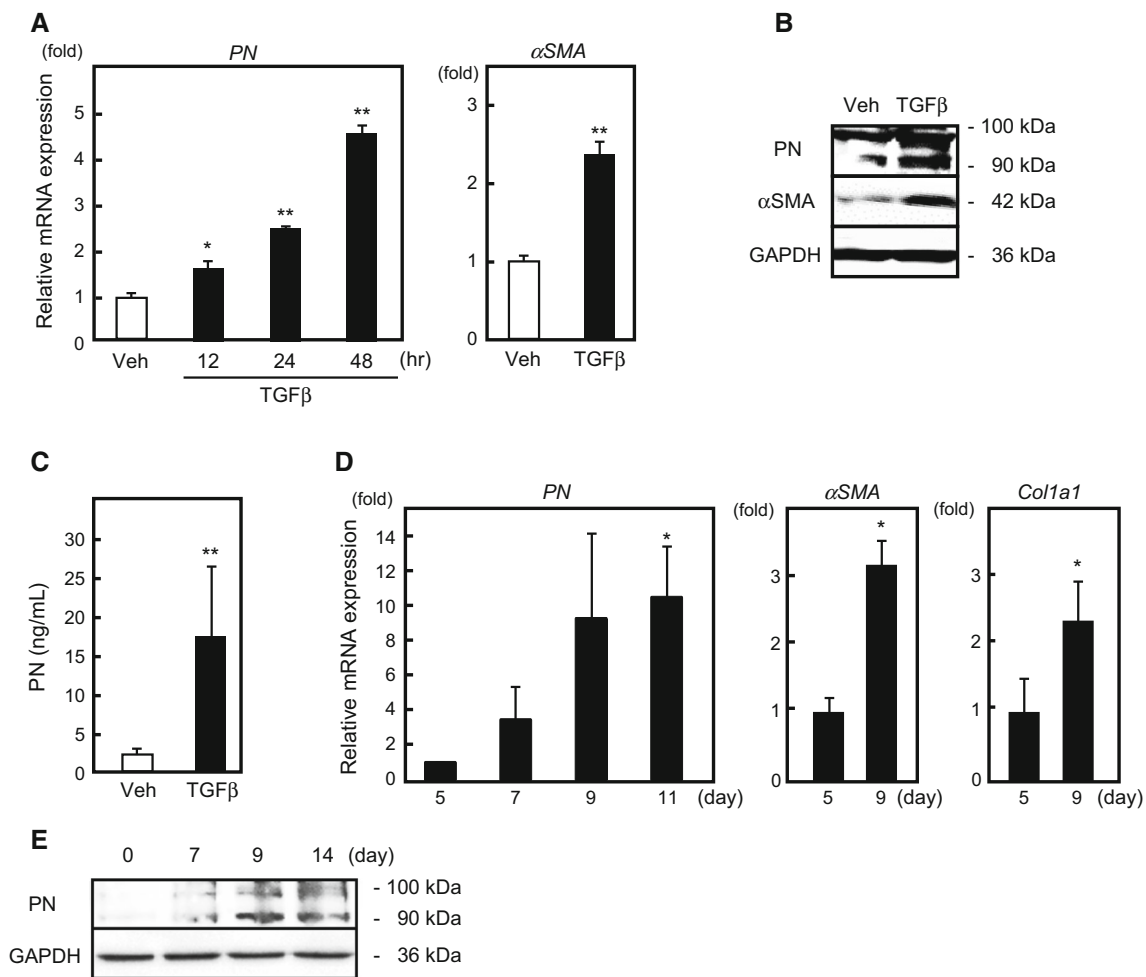 A
B
(fold)
PN
αSMA
(fold)
Relative mRNA expression
5
4
3
2
1
0
*
**
**
Veh
12
24
48
(hr)
TGFβ
3
2
1
0
**
Veh
TGFβ
Veh TGFβ
PN
- 100 kDa
- 90 kDa
αSMA
- 42 kDa
GAPDH
- 36 kDa
C
PN (ng/mL)
30
25
20
15
10
5
0
**
Veh
TGFβ
D
(fold)
PN
Relative mRNA expression
14
12
10
8
6
4
2
0
*
5
7
9
11
(day)
(fold)
αSMA
3
2
1
0
*
5
9
(day)
(fold)
Col1a1
3
2
1
0
*
5
9
(day)
E
0 7 9 14 (day)
PN
- 100 kDa
- 90 kDa
GAPDH
- 36 kDa